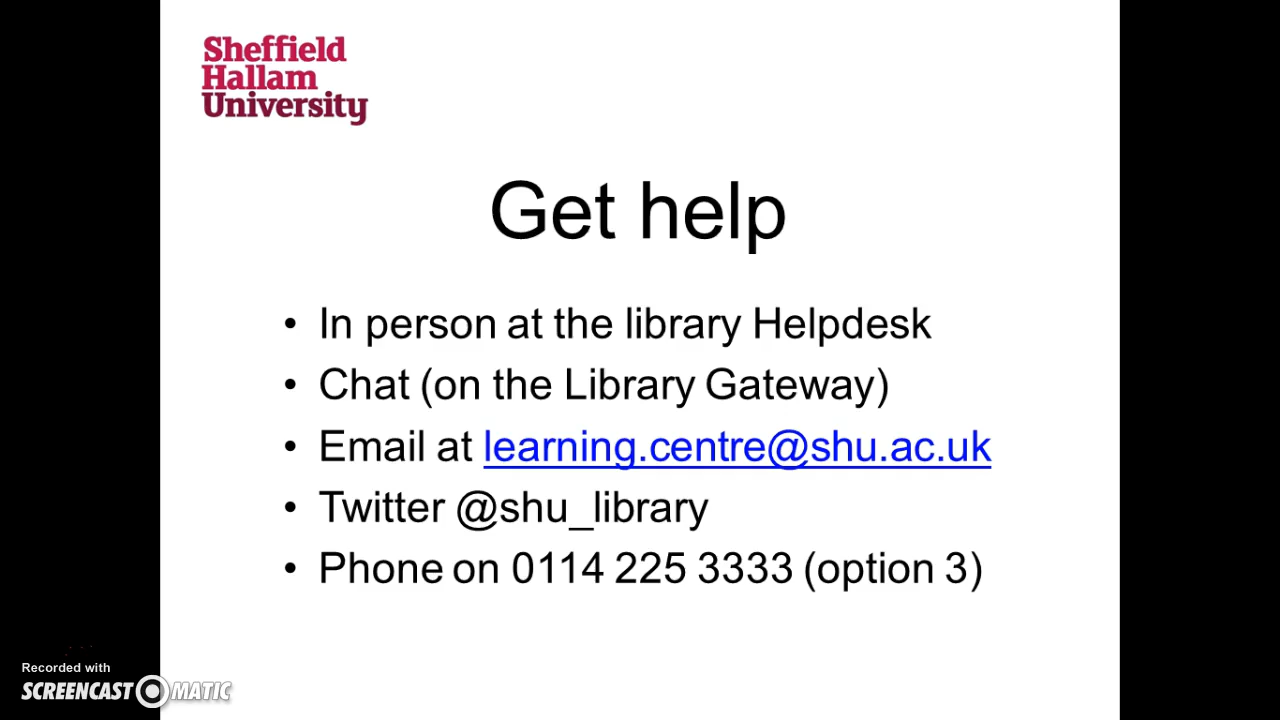 Sheffield
Hallam
University
Get help
• In person at the library Helpdesk
• Chat (on the Library Gateway)
• Email at learning.centre@shu.ac.uk
• Twitter @shu_library
• Phone on 0114 225 3333 (option 3)
Recorded with
SCREENCAST MATIC